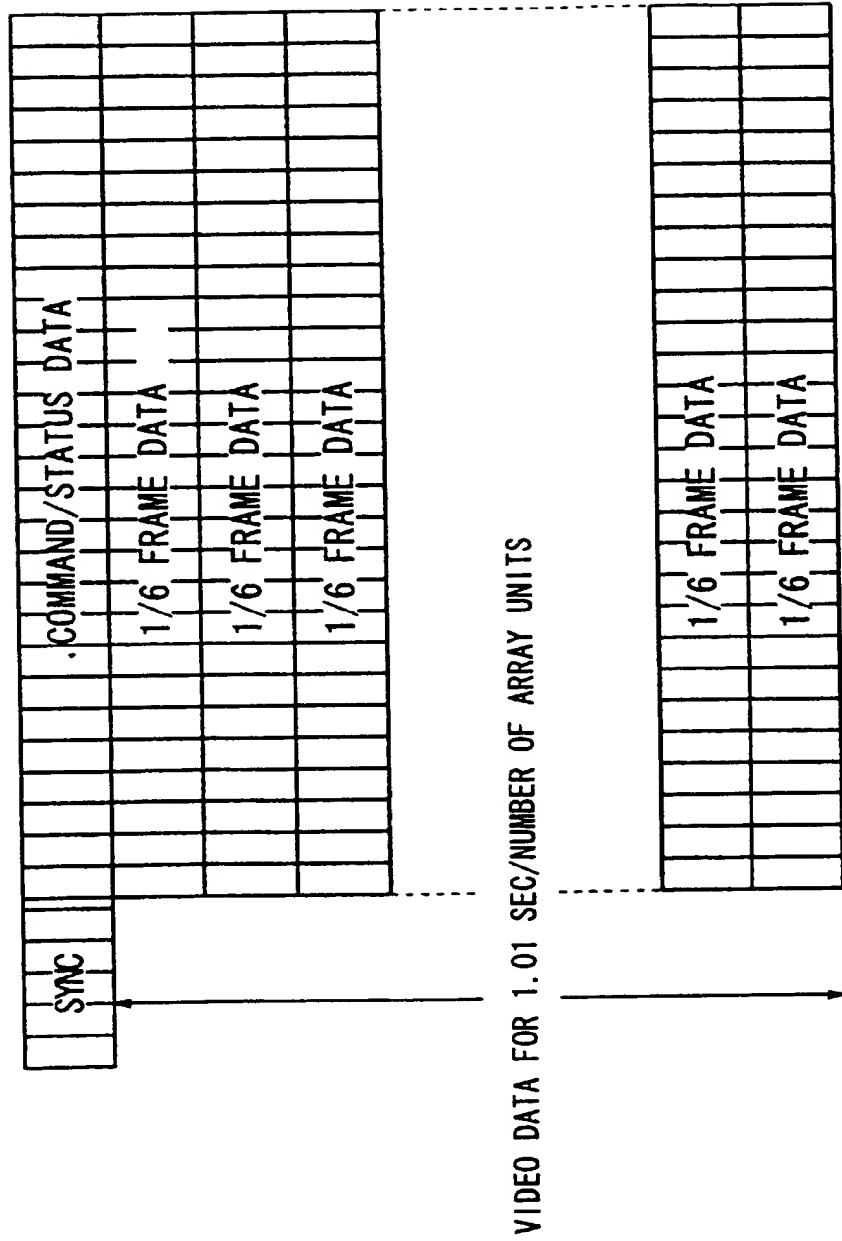 SYNC
.COMMAND/STATUS DATA
1/6 FRAME DATA
1/6 FRAME DATA
1/6 FRAME DATA
VIDEO DATA FOR 1.01 SEC/NUMBER OF ARRAY UNITS
1/6 FRAME DATA
1/6 FRAME DATA